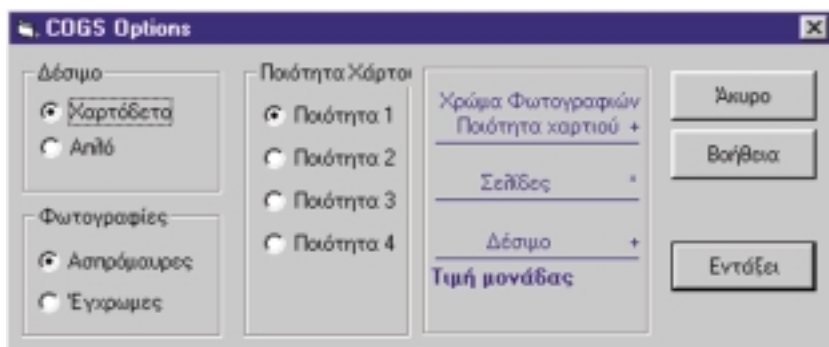 COGS Options
Δέσιμο
Χαρτόδετο
Απλό
Φωτογραφίες
Ασπρόμαυρες
Έγχρωμες
Ποιότητα Χάρτου
Ποιότητα 1
Ποιότητα 2
Ποιότητα 3
Ποιότητα 4
Χρώμα Φωτογραφιών
Ποιότητα χαρτιού +
Σελίδες *
Δέσιμο +
Τιμή μονάδας
Άκυρο
Βοήθεια
Εντάξει